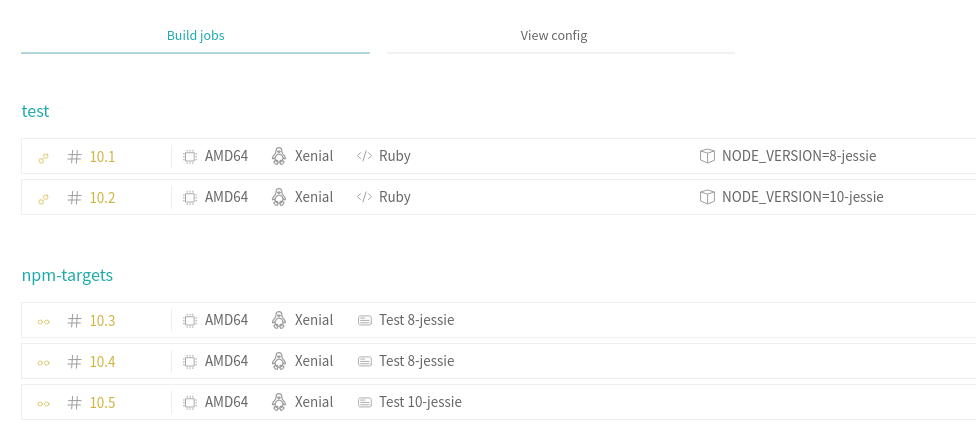 Build jobs View config
test
# 10.1 AMD64 Xenial </> Ruby NODE_VERSION=8-jessie
# 10.2 AMD64 Xenial </> Ruby NODE_VERSION=10-jessie
npm-targets
# 10.3 AMD64 Xenial Test 8-jessie
# 10.4 AMD64 Xenial Test 8-jessie
# 10.5 AMD64 Xenial Test 10-jessie